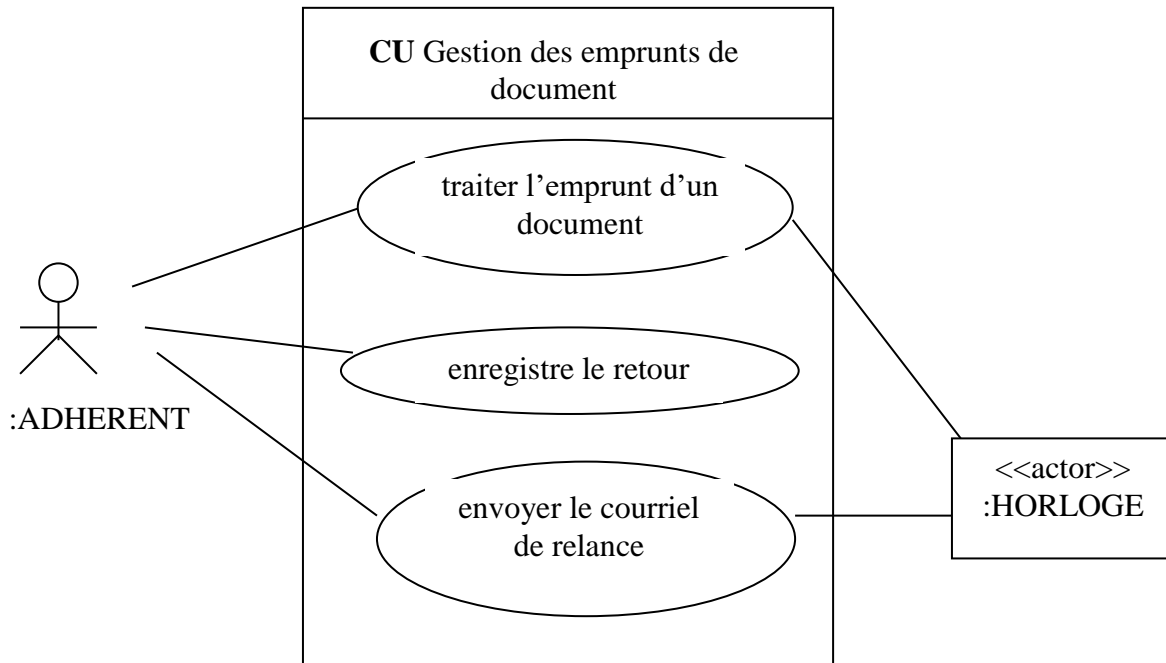 CU Gestion des emprunts de
document
traiter l’emprunt d’un
document
enregistre le retour
:ADHERENT
<<actor>>
:HORLOGE
envoyer le courriel
de relance